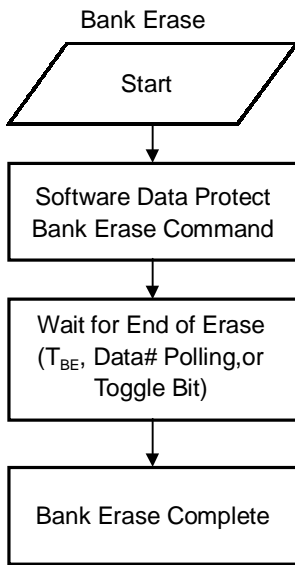 Bank Erase
Start
Software Data Protect
Bank Erase Command
Wait for End of Erase
(TBE, Data# Polling,or
Toggle Bit)
Bank Erase Complete